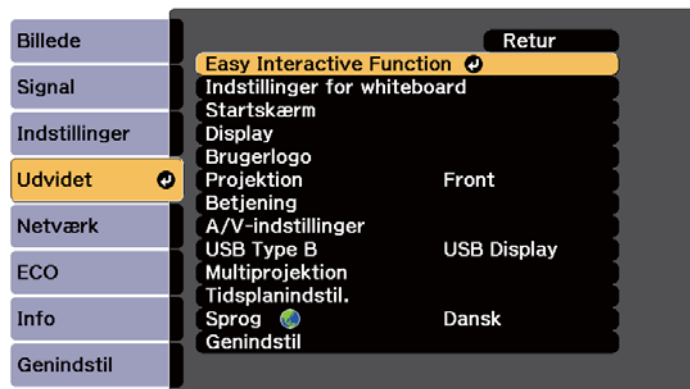 Billede
Signal
Indstillinger
Udvidet
Netværk
ECO
Info
Genindstil
Retur
Easy Interactive Function
Indstillinger for whiteboard
Startskærm
Display
Brugerlogo
Projektion Front
Betjening
A/V-indstillinger
USB Type B USB Display
Multiprojektion
Tidsplanindstil.
Sprog Dansk
Genindstil